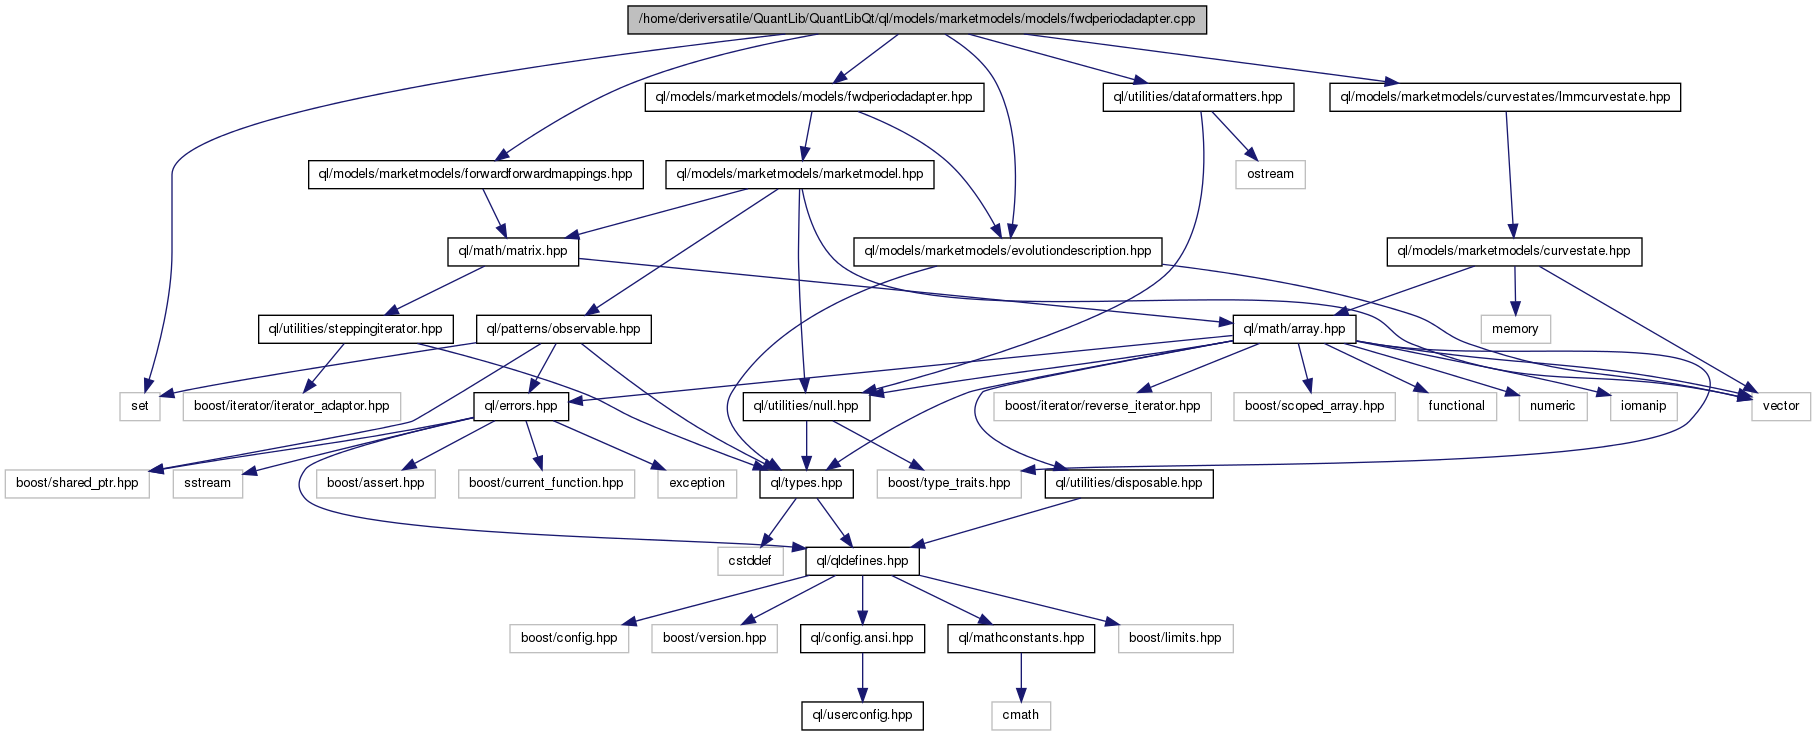 /home/deriversatile/QuantLib/QuantLibQt/ql/models/marketmodels/models/fwdperiodadapter.cpp
ql/models/marketmodels/models/fwdperiodadapter.hpp
ql/utilities/dataformatters.hpp
ql/models/marketmodels/curvestates/lmmcurvestate.hpp
ql/models/marketmodels/forwardforwardmappings.hpp
ql/models/marketmodels/marketmodel.hpp
ostream
ql/math/matrix.hpp
ql/models/marketmodels/evolutiondescription.hpp
ql/models/marketmodels/curvestate.hpp
ql/utilities/steppingiterator.hpp
ql/patterns/observable.hpp
ql/math/array.hpp
memory
set
boost/iterator/iterator_adaptor.hpp
ql/errors.hpp
ql/utilities/null.hpp
boost/iterator/reverse_iterator.hpp
boost/scoped_array.hpp
functional
numeric
iomanip
vector
boost/shared_ptr.hpp
sstream
boost/assert.hpp
boost/current_function.hpp
exception
ql/types.hpp
boost/type_traits.hpp
ql/utilities/disposable.hpp
cstddef
ql/qldefines.hpp
boost/config.hpp
boost/version.hpp
ql/config.ansi.hpp
ql/mathconstants.hpp
boost/limits.hpp
ql/userconfig.hpp
cmath